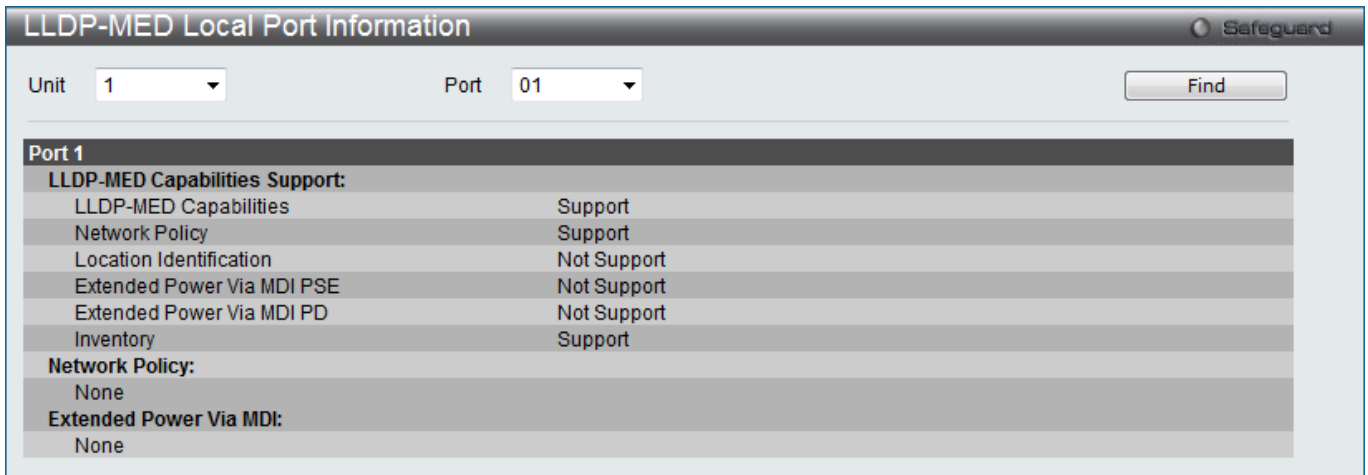 LLDP-MED Local Port Information Safeguard
Unit 1 Port 01 Find
Port 1
LLDP-MED Capabilities Support:
LLDP-MED Capabilities Support
Network Policy Support
Location Identification Not Support
Extended Power Via MDI PSE Not Support
Extended Power Via MDI PD Not Support
Inventory Support
Network Policy:
None
Extended Power Via MDI:
None